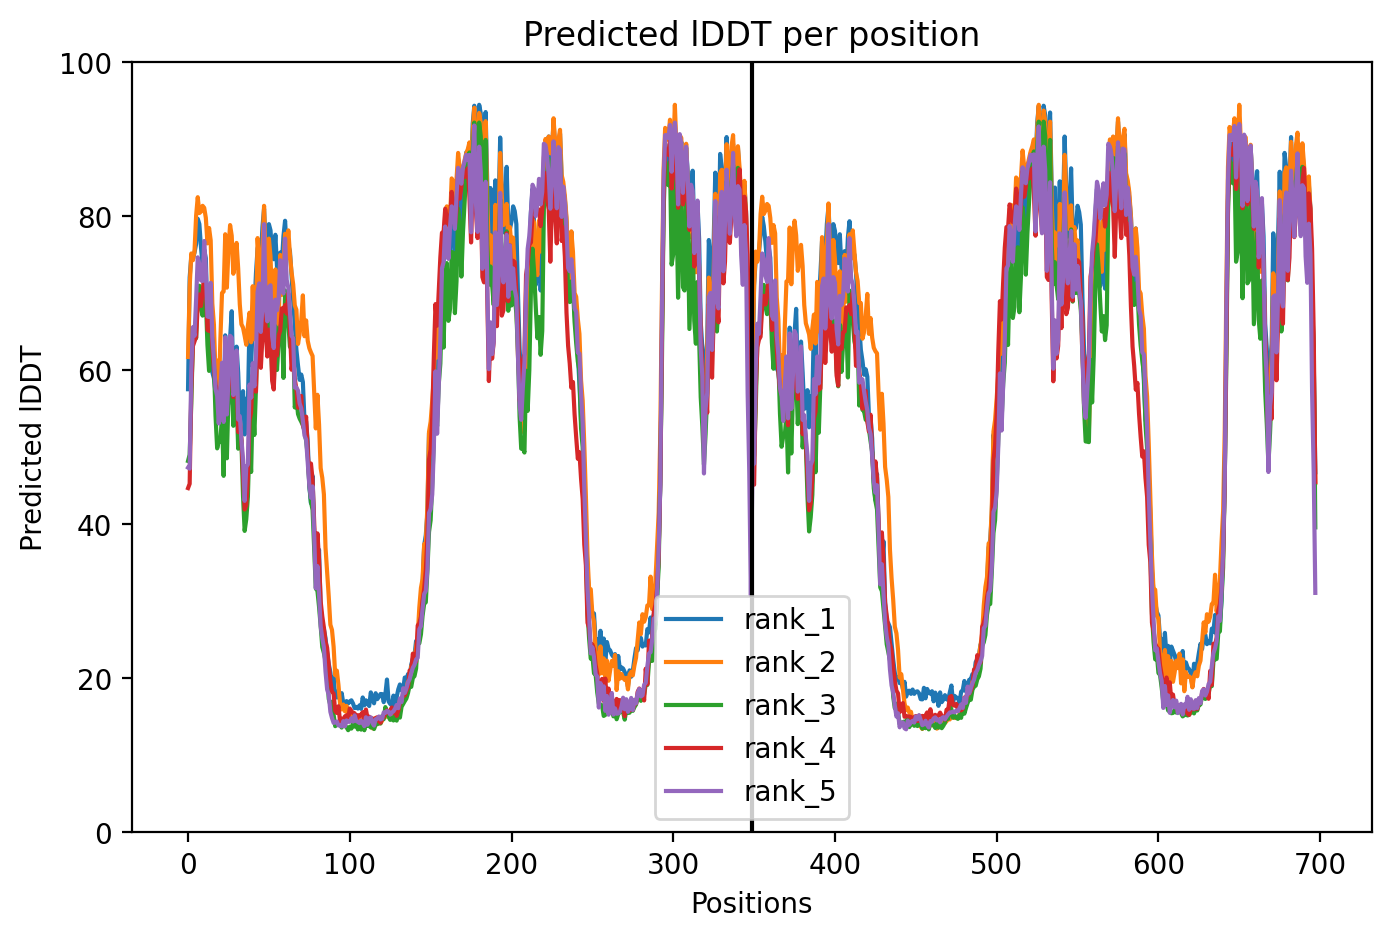 Predicted lDDT per position
Predicted lDDT
100
80
60
40
20
0
rank_1
rank_2
rank_3
rank_4
rank_5
0 100 200 300 400 500 600 700
Positions